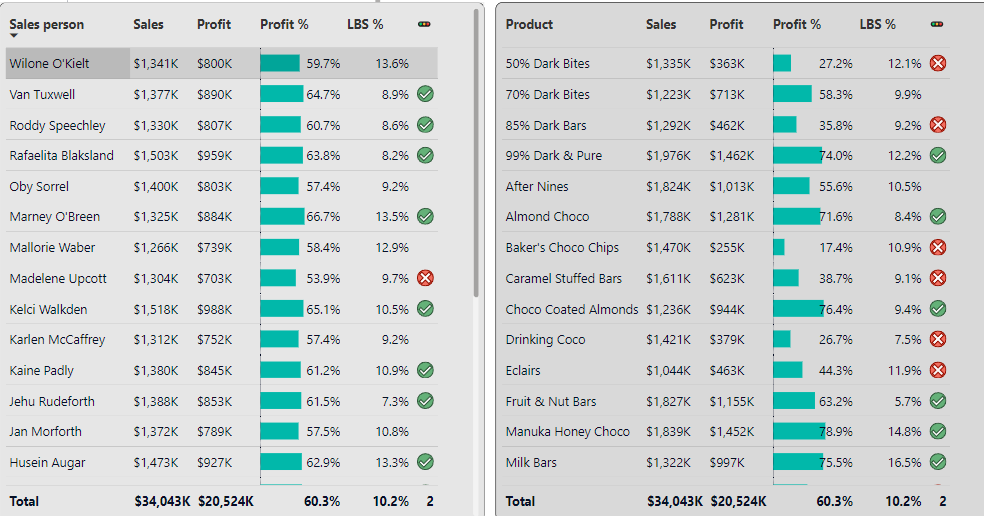 Sales person Sales Profit Profit % LBS %
Wilone O'Kielt $1,341K $800K 59.7% 13.6%
Van Tuxwell $1,377K $890K 64.7% 8.9%
Roddy Speechley $1,330K $807K 60.7% 8.6%
Rafaelita Blaksland $1,503K $959K 63.8% 8.2%
Oby Sorrel $1,400K $803K 57.4% 9.2%
Marney O'Breen $1,325K $884K 66.7% 13.5%
Mallorie Waber $1,266K $739K 58.4% 12.9%
Madelene Upcott $1,304K $703K 53.9% 9.7%
Kelci Walkden $1,518K $988K 65.1% 10.5%
Karlen McCaffrey $1,312K $752K 57.4% 9.2%
Kaine Padly $1,380K $845K 61.2% 10.9%
Jehu Rudeforth $1,388K $853K 61.5% 7.3%
Jan Morforth $1,372K $789K 57.5% 10.8%
Husein Augar $1,473K $927K 62.9% 13.3%
Total $34,043K $20,524K 60.3% 10.2% 2
Product Sales Profit Profit % LBS %
50% Dark Bites $1,335K $363K 27.2% 12.1%
70% Dark Bites $1,223K $713K 58.3% 9.9%
85% Dark Bars $1,292K $462K 35.8% 9.2%
99% Dark & Pure $1,976K $1,462K 74.0% 12.2%
After Nines $1,824K $1,013K 55.6% 10.5%
Almond Choco $1,788K $1,281K 71.6% 8.4%
Baker's Choco Chips $1,470K $255K 17.4% 10.9%
Caramel Stuffed Bars $1,611K $623K 38.7% 9.1%
Choco Coated Almonds $1,236K $944K 76.4% 9.4%
Drinking Coco $1,421K $379K 26.7% 7.5%
Eclairs $1,044K $463K 44.3% 11.9%
Fruit & Nut Bars $1,827K $1,155K 63.2% 5.7%
Manuka Honey Choco $1,839K $1,452K 78.9% 14.8%
Milk Bars $1,322K $997K 75.5% 16.5%
Total $34,043K $20,524K 60.3% 10.2% 2